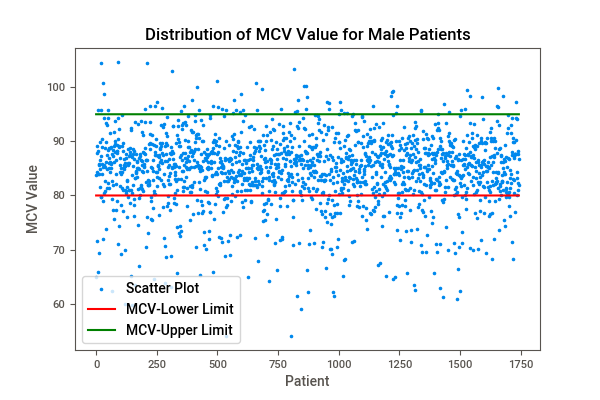 Distribution of MCV Value for Male Patients
MCV Value
100
90
80
70
60
Scatter Plot
MCV-Lower Limit
MCV-Upper Limit
0 250 500 750 1000 1250 1500 1750
Patient